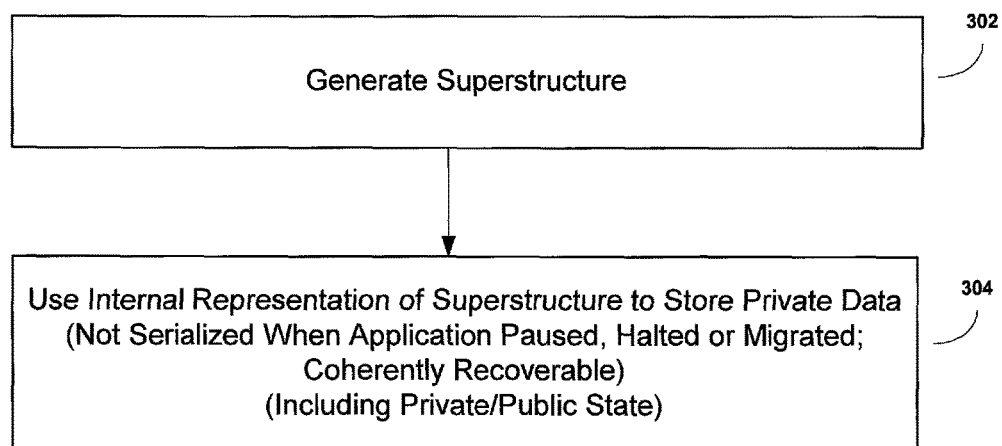 302
Generate Superstructure
304
Use Internal Representation of Superstructure to Store Private Data
(Not Serialized When Application Paused, Halted or Migrated;
Coherently Recoverable)
(Including Private/Public State)